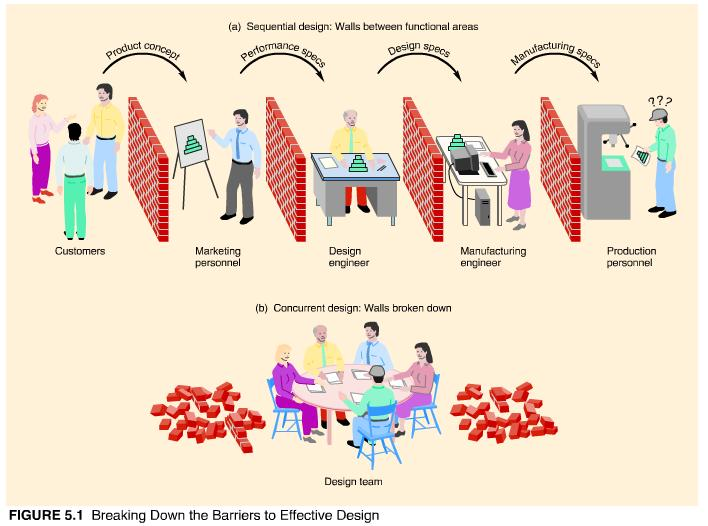 (a) Sequential design: Walls between functional areas
Product concept
Performance specs
Design specs
Manufacturing specs
???
Customers
Marketing
personnel
Design
engineer
Manufacturing
engineer
Production
personnel
(b) Concurrent design: Walls broken down
Design team
FIGURE 5.1 Breaking Down the Barriers to Effective Design